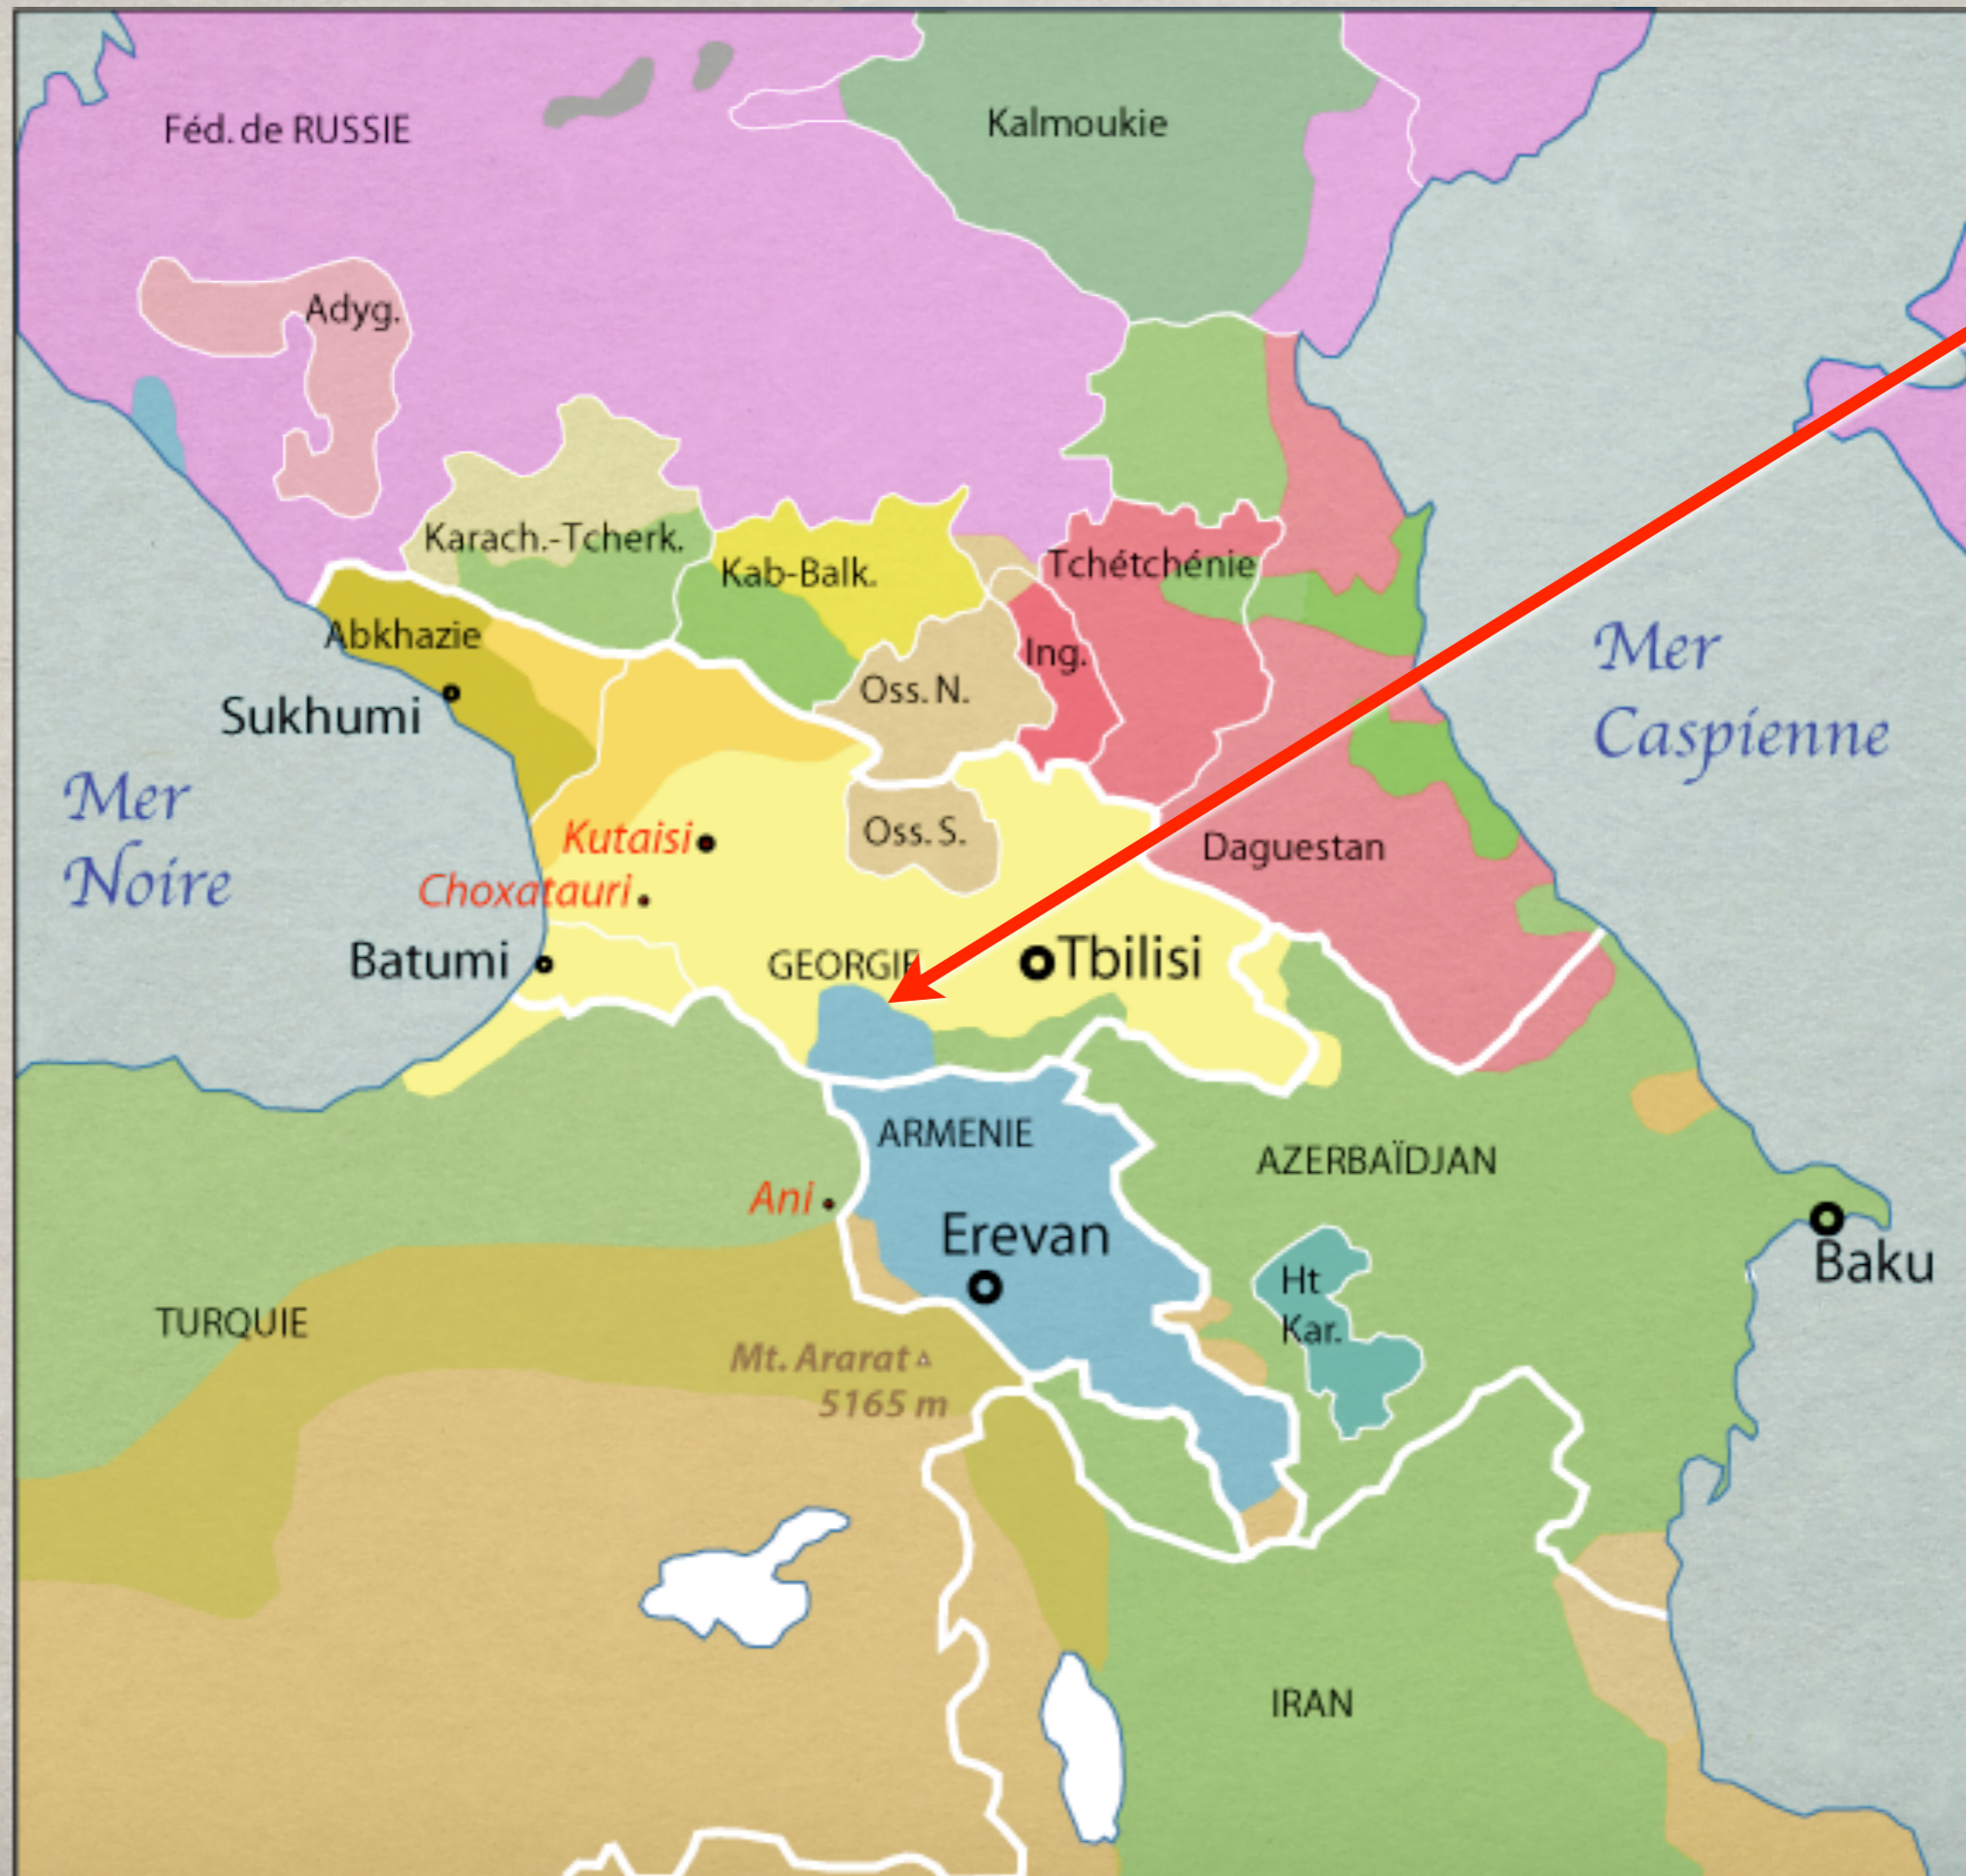 Féd. de RUSSIE
Kalmoukie
Adyg.
Karach.-Tcherk.
Kab-Balk.
Tchétchénie
Abkhazie
Ing.
Oss. N.
Sukhumi
Mer
Caspienne
Mer
Noire
Kutaisi
Oss. S.
Daguestan
Choxatauri
Batumi
GEORGIE
Tbilisi
ARMENIE
AZERBAÏDJAN
Ani
Erevan
Baku
Ht
Kar.
TURQUIE
Mt. Ararat
5165 m
IRAN